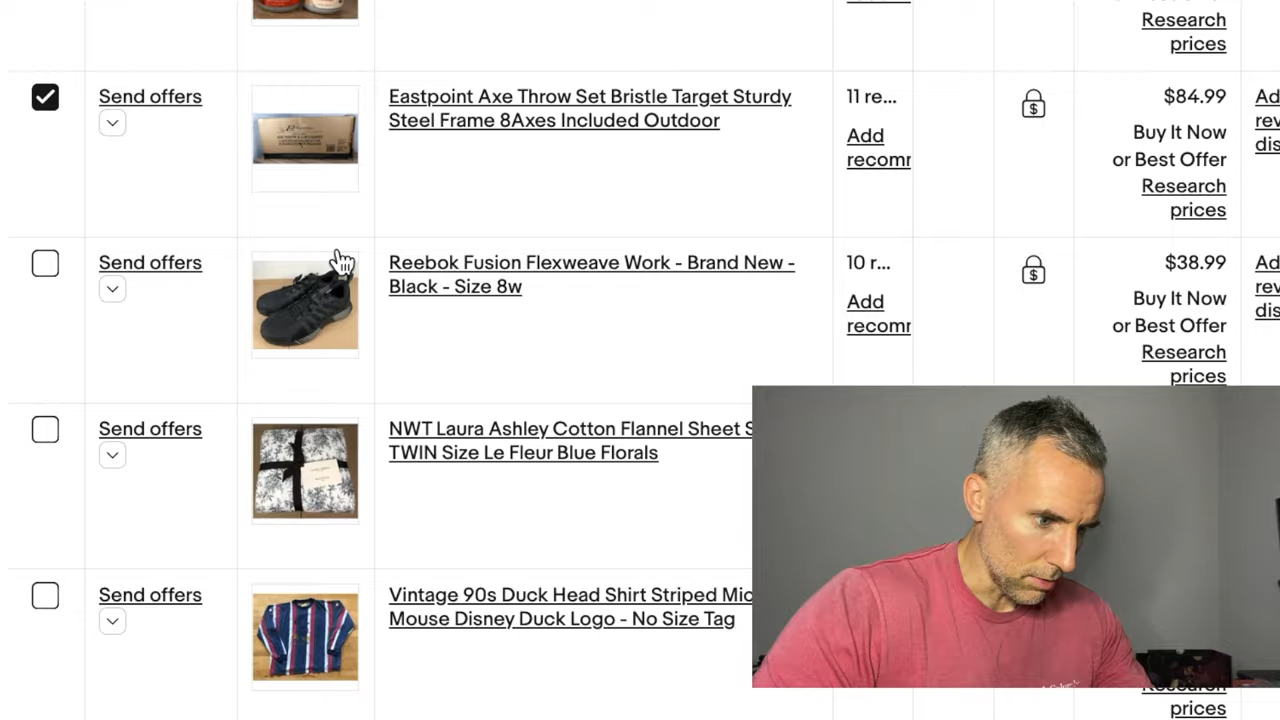 Research
prices
Send offers
Eastpoint Axe Throw Set Bristle Target Sturdy
Steel Frame 8Axes Included Outdoor
11 re...
Add
recomr
$84.99
Buy It Now
or Best Offer
Research
prices
Send offers
Reebok Fusion Flexweave Work - Brand New -
Black - Size 8w
10 r...
Add
recomr
$38.99
Buy It Now
or Best Offer
Research
prices
Send offers
NWT Laura Ashley Cotton Flannel Sheet
TWIN Size Le Fleur Blue Florals
Send offers
Vintage 90s Duck Head Shirt Striped
Mouse Disney Duck Logo - No Size Tag
prices